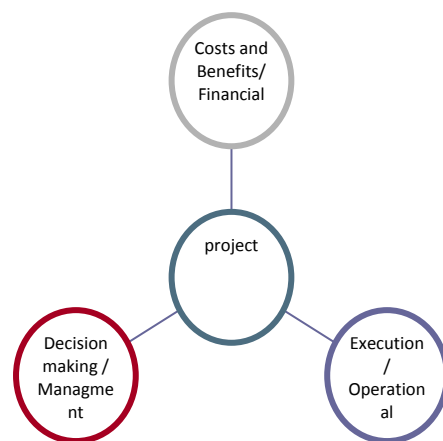 Costs and
Benefits/
Financial
project
Decision
making /
Managme
nt
Execution
/
Operation
al